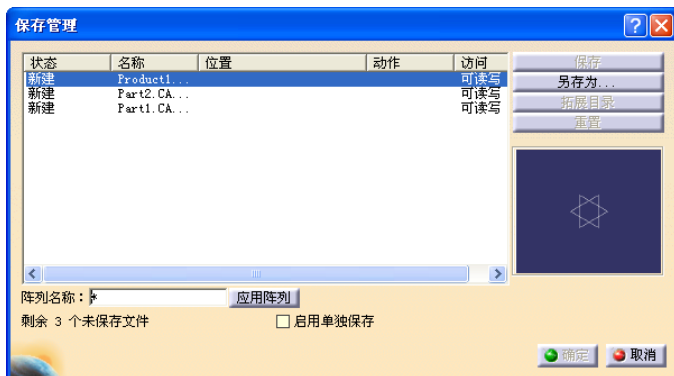 保存管理
状态 名称 位置 动作 访问
新建 Product1... 可读写
新建 Part2.CA... 可读写
新建 Part1.CA... 可读写
保存
另存为...
拓展目录
重置
阵列名称：* 应用阵列
剩余 3 个未保存文件 启用单独保存
确定 取消